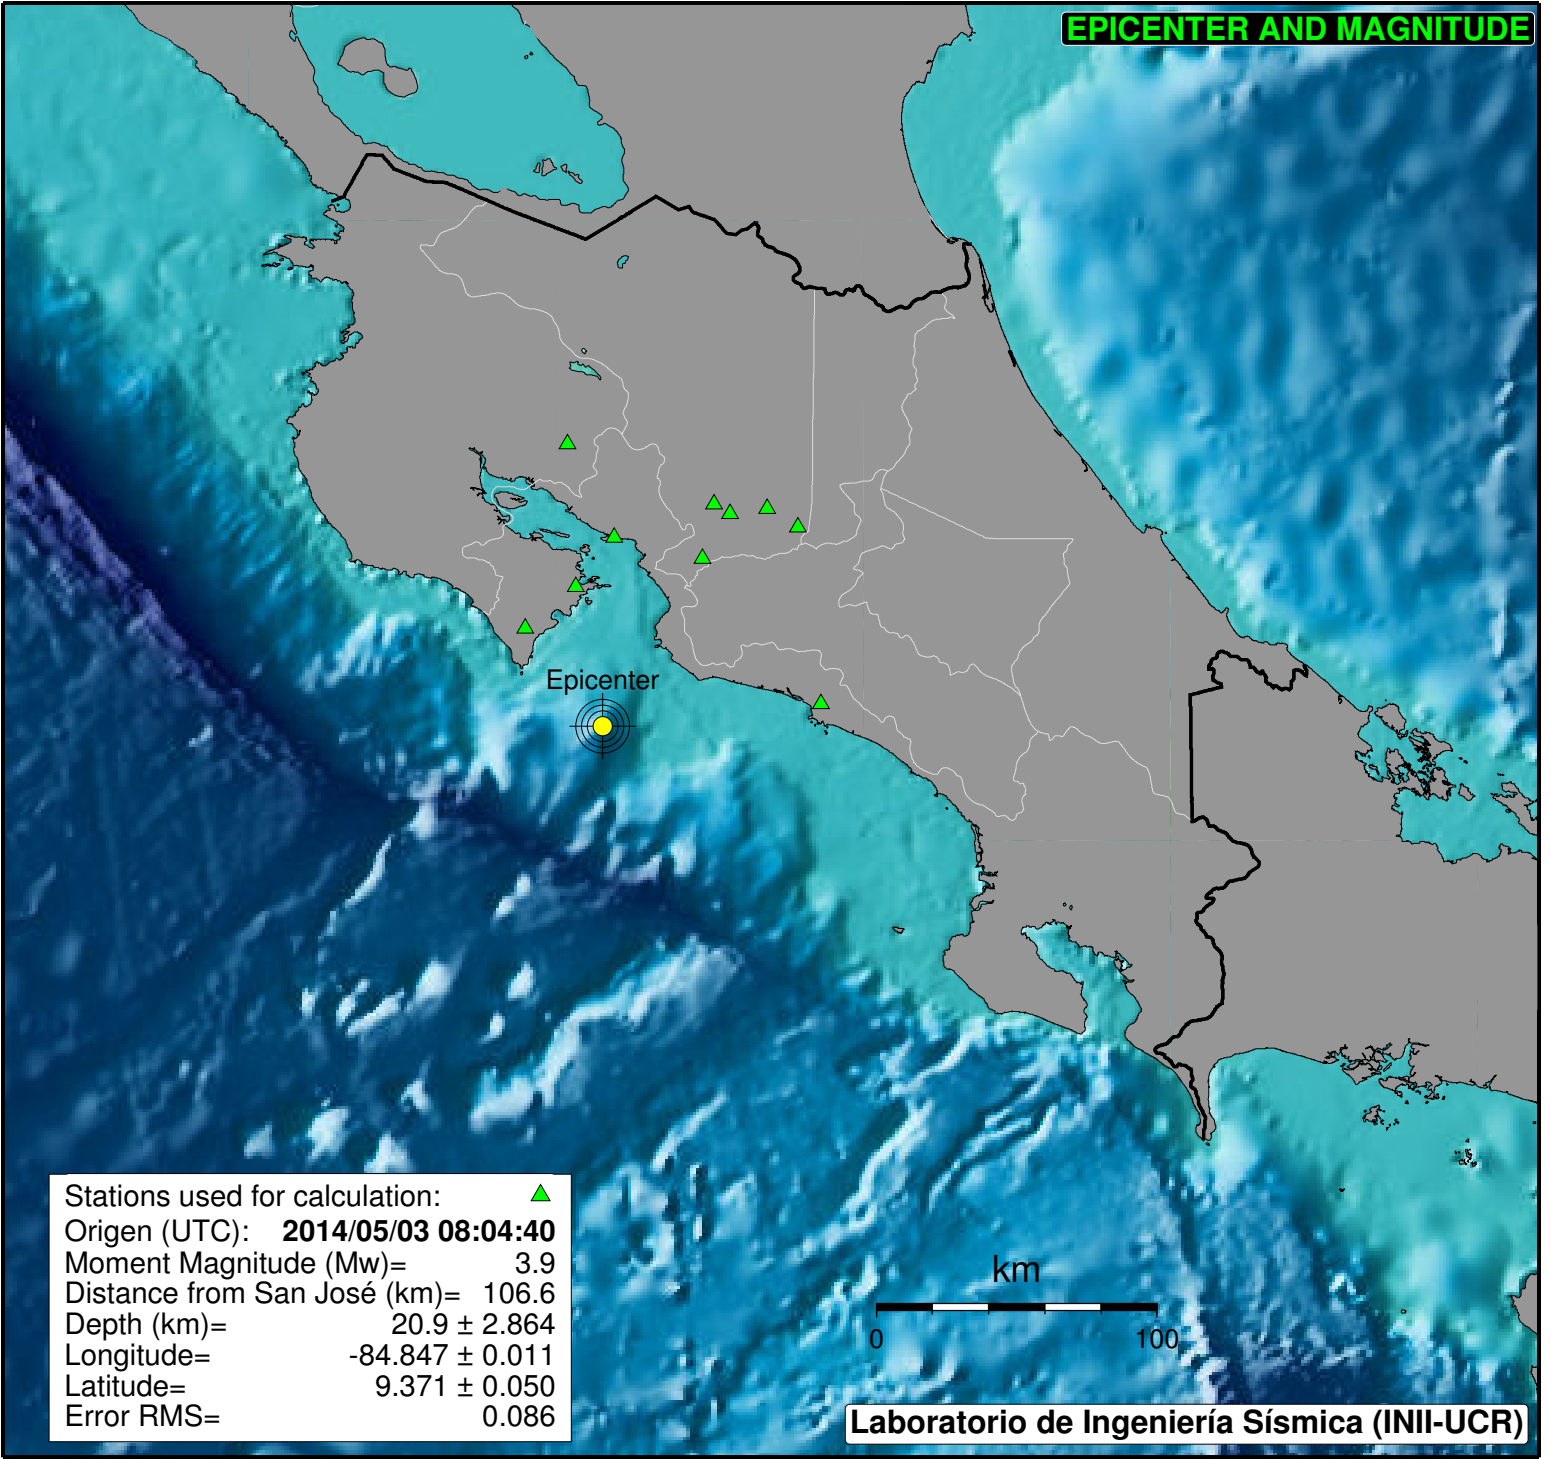 EPICENTER AND MAGNITUDE
Epicenter
Stations used for calculation:
Origen (UTC): 2014/05/03 08:04:40
Moment Magnitude (Mw)= 3.9
Distance from San José (km)= 106.6
Depth (km)= 20.9 ± 2.864
Longitude= -84.847 ± 0.011
Latitude= 9.371 ± 0.050
Error RMS= 0.086
km
0 100
Laboratorio de Ingeniería Sísmica (INII-UCR)